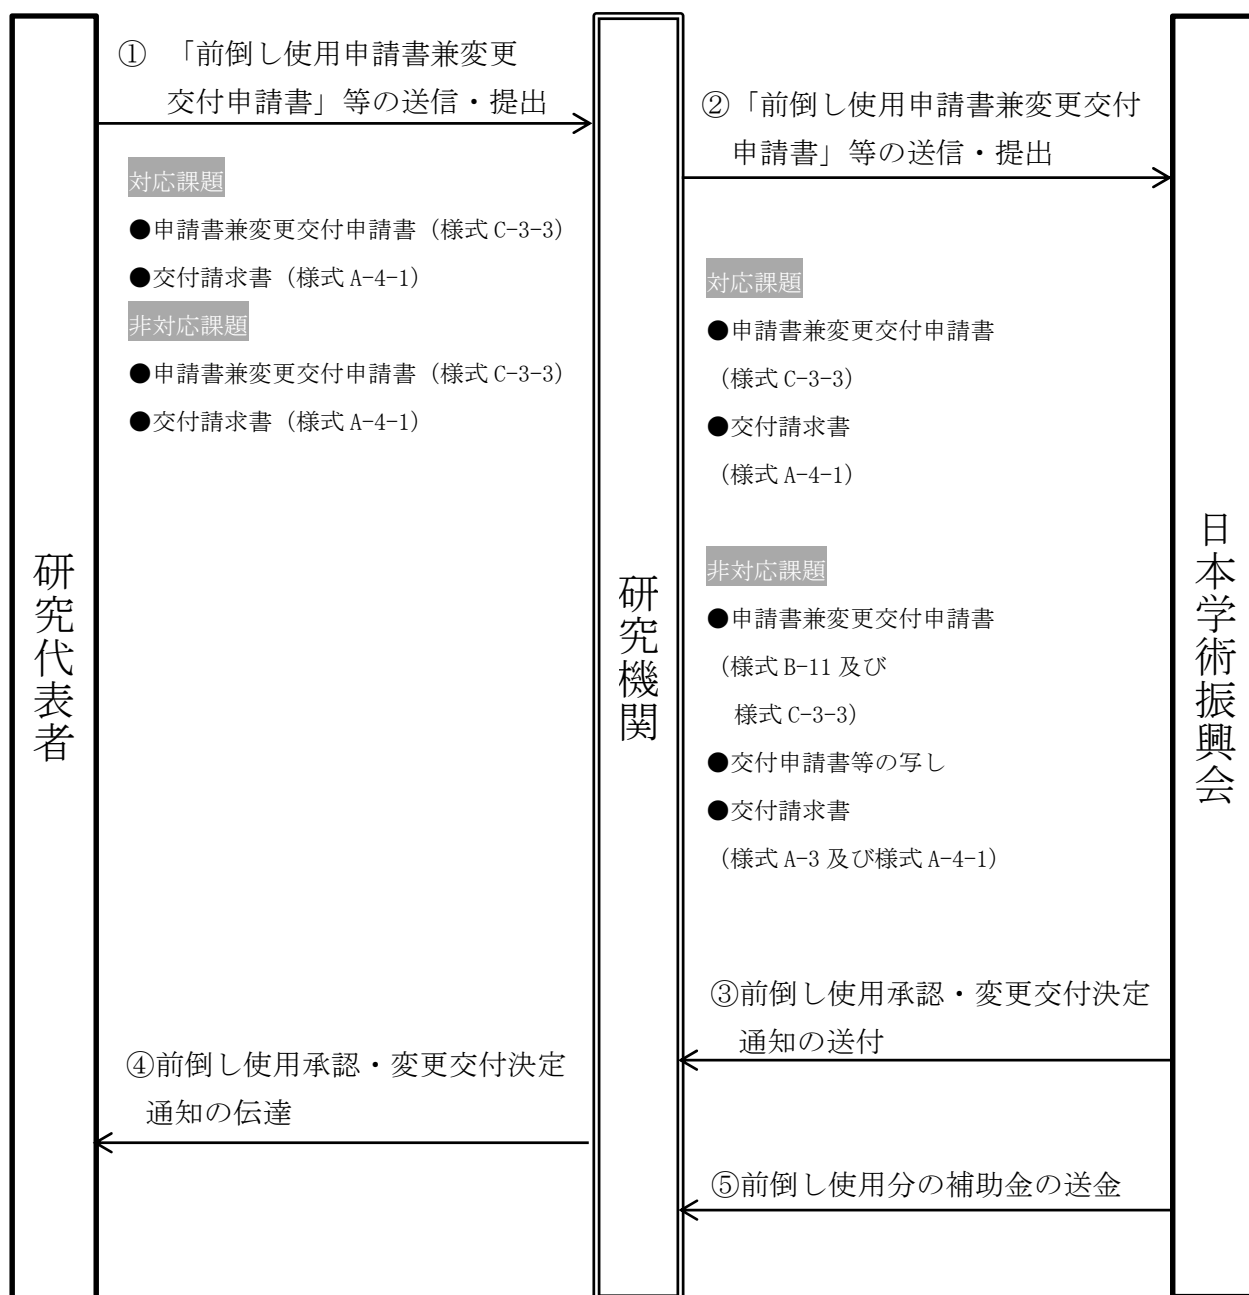 研究代表者
① 「前倒し使用申請書兼変更
交付申請書」等の送信・提出
対応課題
●申請書兼変更交付申請書（様式 C-3-3）
●交付請求書（様式 A-4-1）
非対応課題
●申請書兼変更交付申請書（様式 C-3-3）
●交付請求書（様式 A-4-1）
研究機関
②「前倒し使用申請書兼変更交付
申請書」等の送信・提出
対応課題
●申請書兼変更交付申請書
（様式 C-3-3）
●交付請求書
（様式 A-4-1）
非対応課題
●申請書兼変更交付申請書
（様式 B-11 及び
様式 C-3-3）
●交付申請書等の写し
●交付請求書
（様式 A-3 及び様式 A-4-1）
日本学術振興会
③前倒し使用承認・変更交付決定
通知の送付
④前倒し使用承認・変更交付決定
通知の伝達
⑤前倒し使用分の補助金の送金